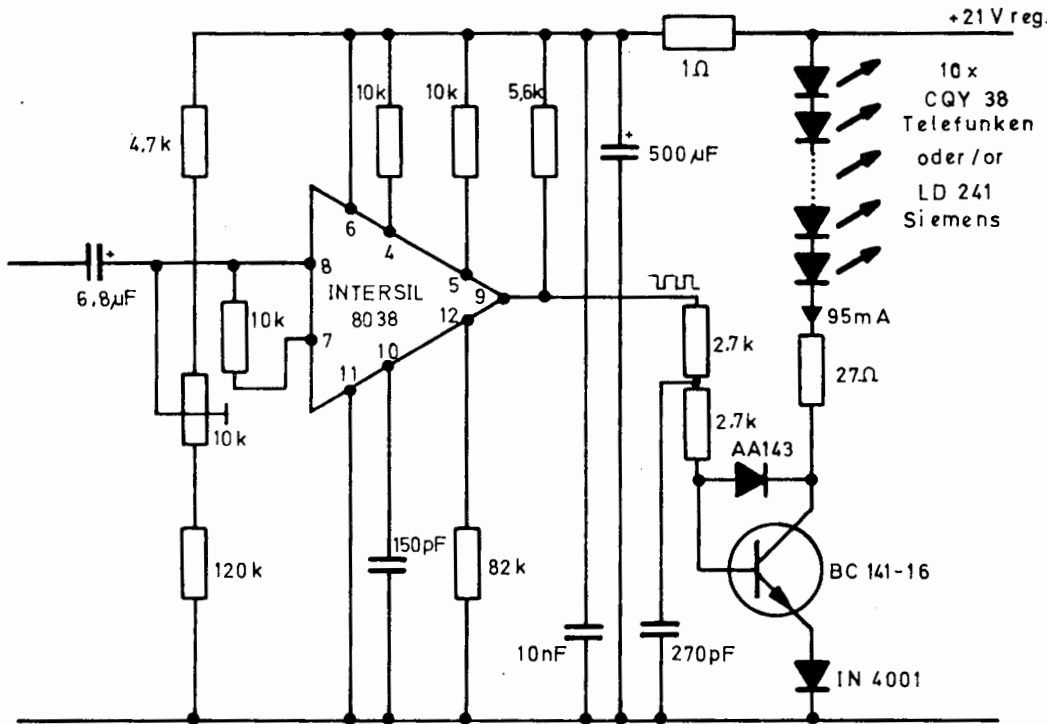 +21 V reg.
1Ω
10 x
CQY 38
Telefunken
oder/or
LD 241
Siemens
10k
10k
5,6k
4.7k
500µF
+
6
4
5
9
8
7
12
10
11
INTERSIL
8038
+
6,8µF
10k
10k
95mA
27Ω
2.7k
2.7k
AA143
120k
150pF
82k
10nF
270pF
BC 141-16
IN 4001